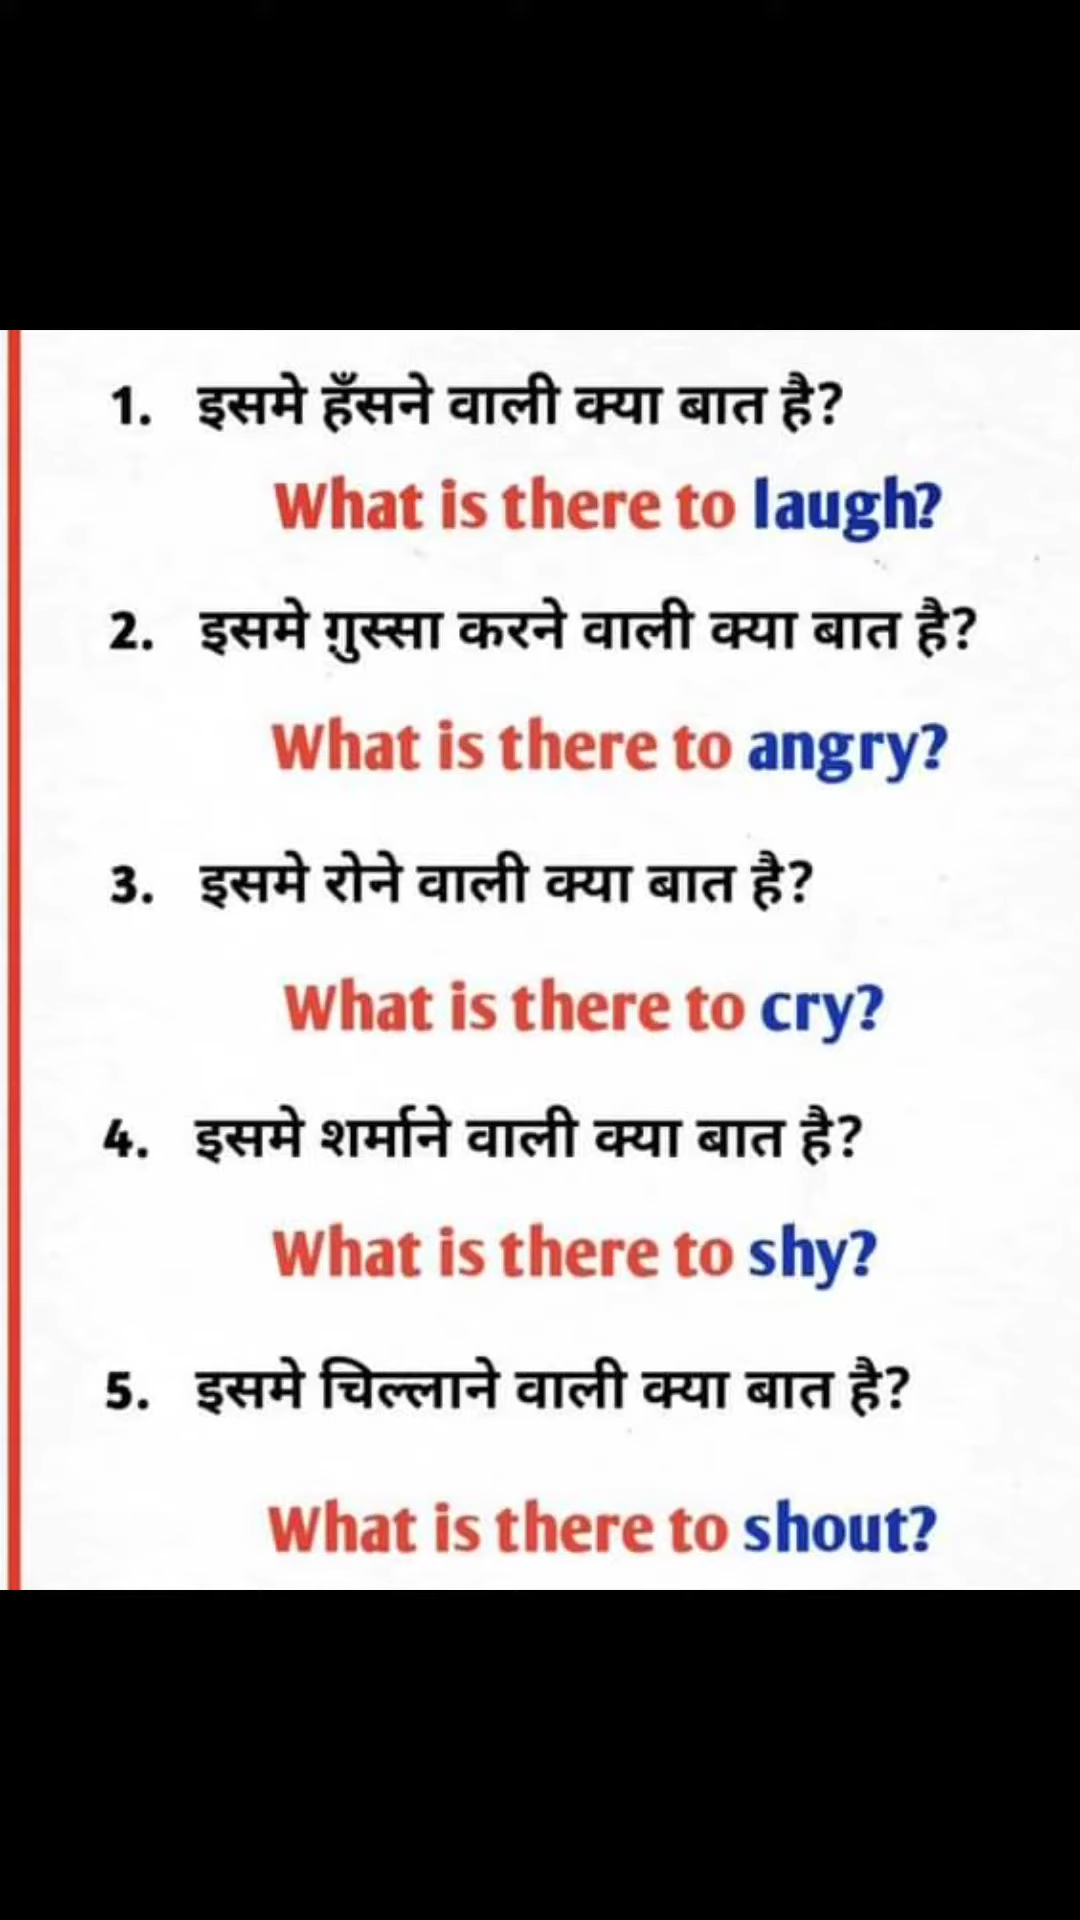 1. इसमे हँसने वाली क्या बात है?
What is there to laugh?
2. इसमे ग़ुस्सा करने वाली क्या बात है?
What is there to angry?
3. इसमे रोने वाली क्या बात है?
What is there to cry?
4. इसमे शर्माने वाली क्या बात है?
What is there to shy?
5. इसमे चिल्लाने वाली क्या बात है?
What is there to shout?